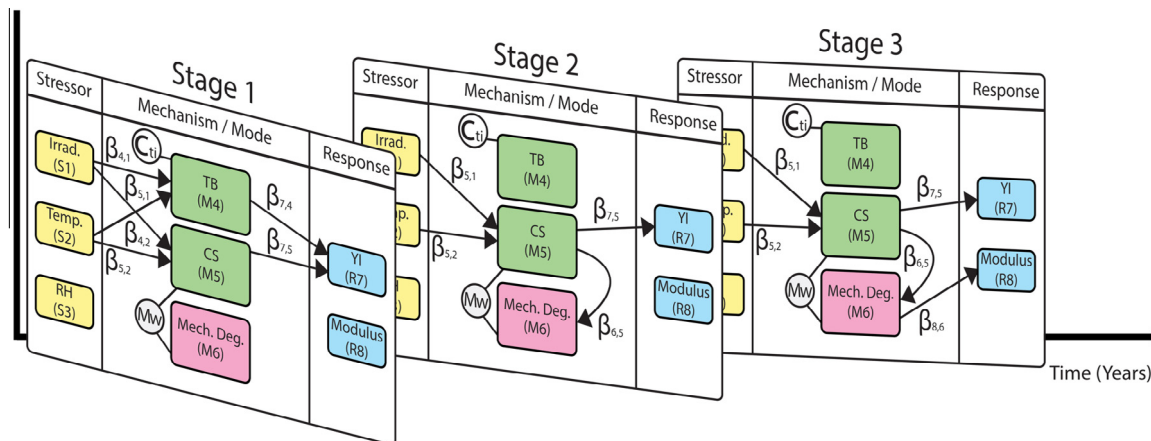 Stage 1
Stressor
Mechanism / Mode
Response
Irrad.
(S1)
Temp.
(S2)
RH
(S3)
β4,1
β5,1
β4,2
β5,2
Cti
TB
(M4)
CS
(M5)
Mw
Mech. Deg.
(M6)
β7,4
β7,5
YI
(R7)
Modulus
(R8)
Stage 2
Stressor
Mechanism / Mode
Response
Irrad.
β5,1
β5,2
Cti
TB
(M4)
CS
(M5)
Mw
Mech. Deg.
(M6)
β7,5
β6,5
YI
(R7)
Modulus
(R8)
Stage 3
Stressor
Mechanism / Mode
Response
β5,1
β5,2
Cti
TB
(M4)
CS
(M5)
Mw
Mech. Deg.
(M6)
β7,5
β6,5
β8,6
YI
(R7)
Modulus
(R8)
Time (Years)